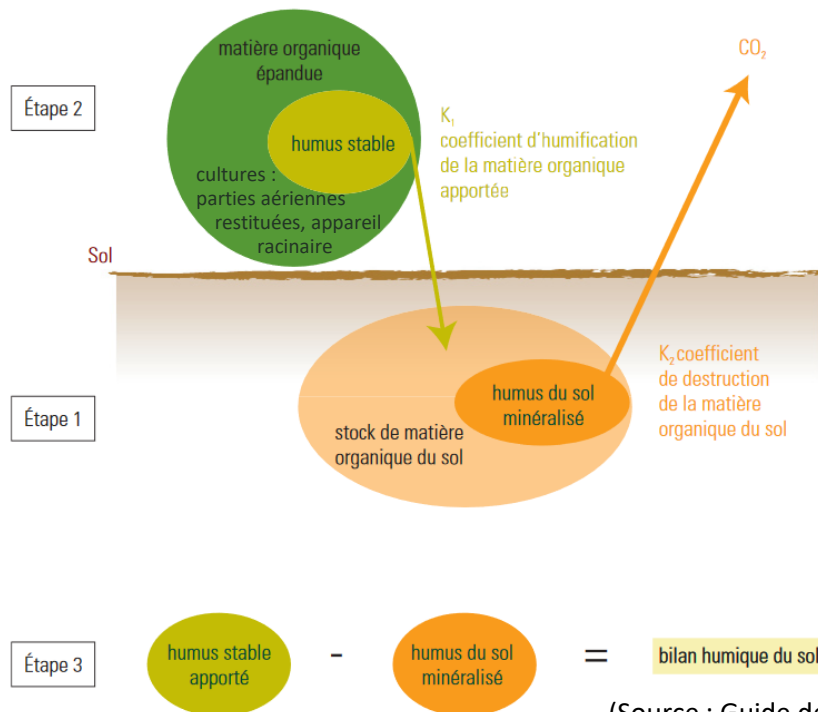 matière organique
épandue
CO₂
Étape 2
humus stable
K₁
coefficient d'humification
de la matière organique
apportée
cultures :
parties aériennes
restituées, appareil
racinaire
Sol
K₂ coefficient
de destruction
de la matière
organique du sol
humus du sol
minéralisé
Étape 1
stock de matière
organique du sol
Étape 3
humus stable
apporté
-
humus du sol
minéralisé
=
bilan humique du sol
(Source : Guide de